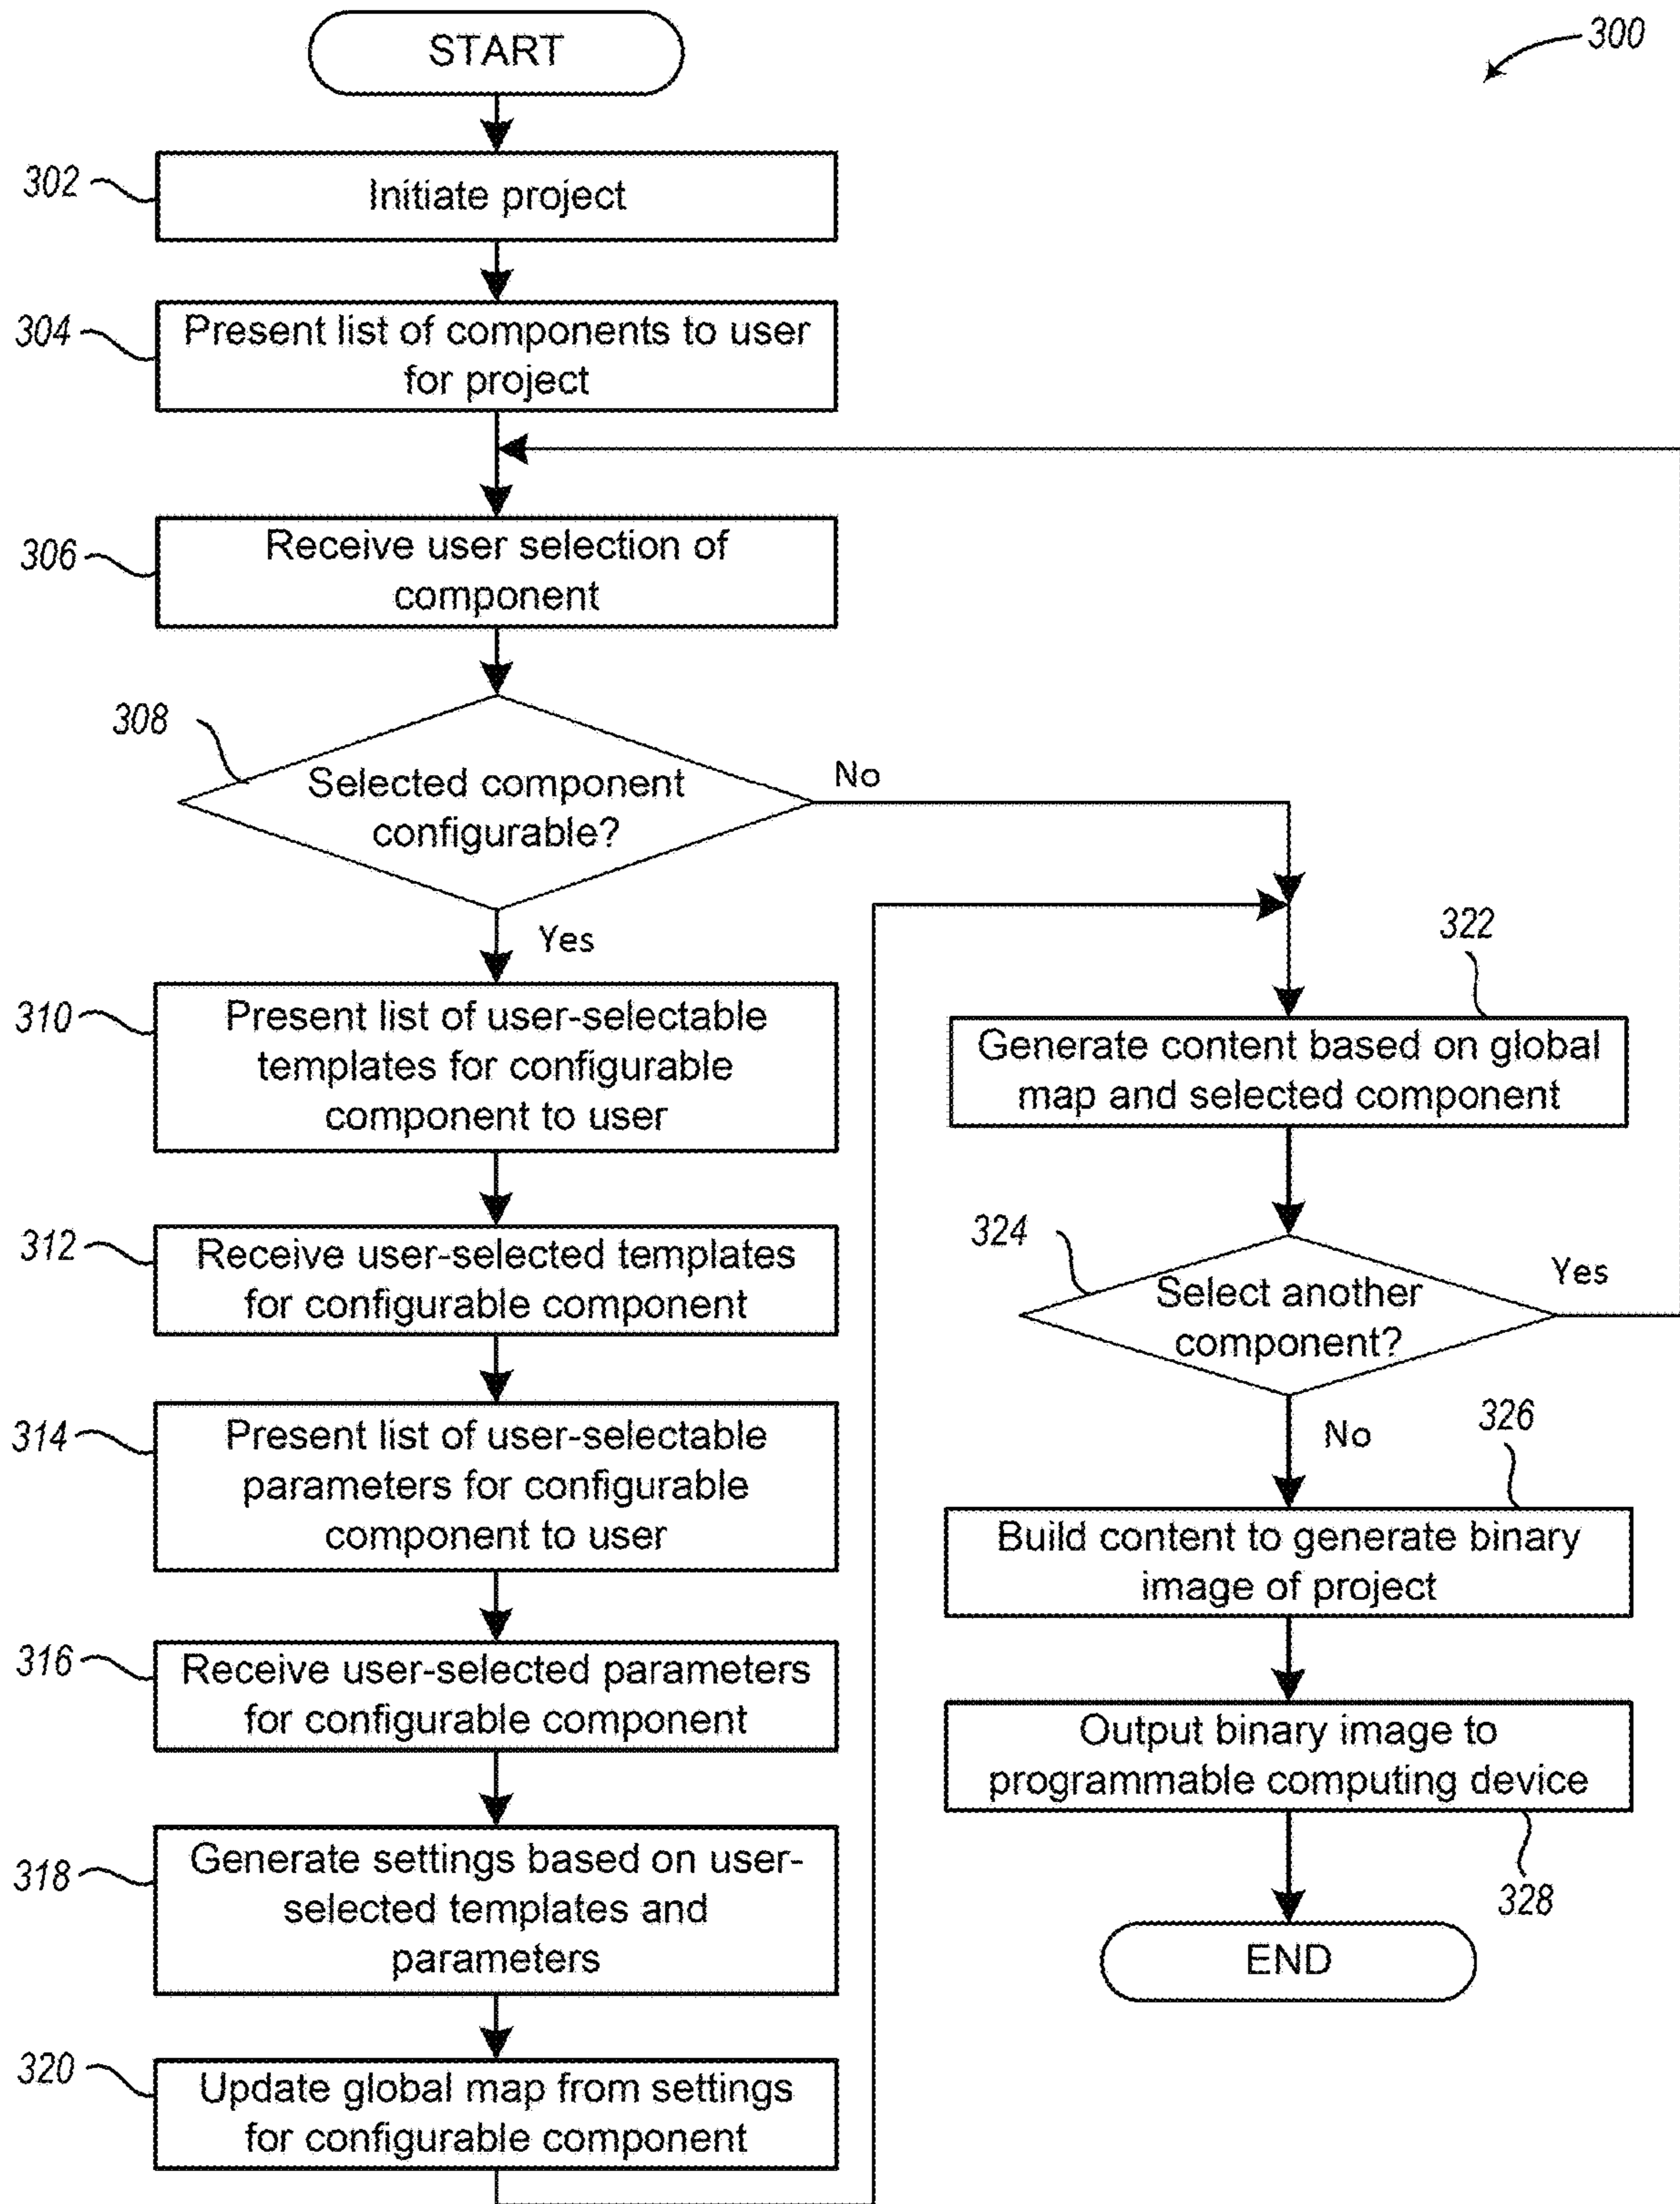 START
300
302
Initiate project
304
Present list of components to user
for project
306
Receive user selection of
component
308
Selected component
configurable?
No
Yes
310
Present list of user-selectable
templates for configurable
component to user
312
Receive user-selected templates
for configurable component
314
Present list of user-selectable
parameters for configurable
component to user
316
Receive user-selected parameters
for configurable component
318
Generate settings based on user-
selected templates and
parameters
320
Update global map from settings
for configurable component
322
Generate content based on global
map and selected component
324
Select another
component?
Yes
No
326
Build content to generate binary
image of project
Output binary image to
programmable computing device
328
END